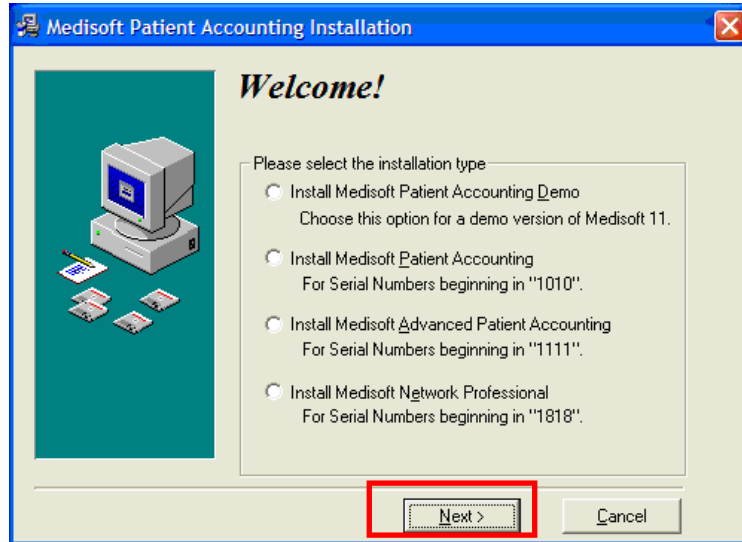 Medisoft Patient Accounting Installation
Welcome!
Please select the installation type
Install Medisoft Patient Accounting Demo
Choose this option for a demo version of Medisoft 11.
Install Medisoft Patient Accounting
For Serial Numbers beginning in "1010".
Install Medisoft Advanced Patient Accounting
For Serial Numbers beginning in "1111".
Install Medisoft Network Professional
For Serial Numbers beginning in "1818".
Next > Cancel